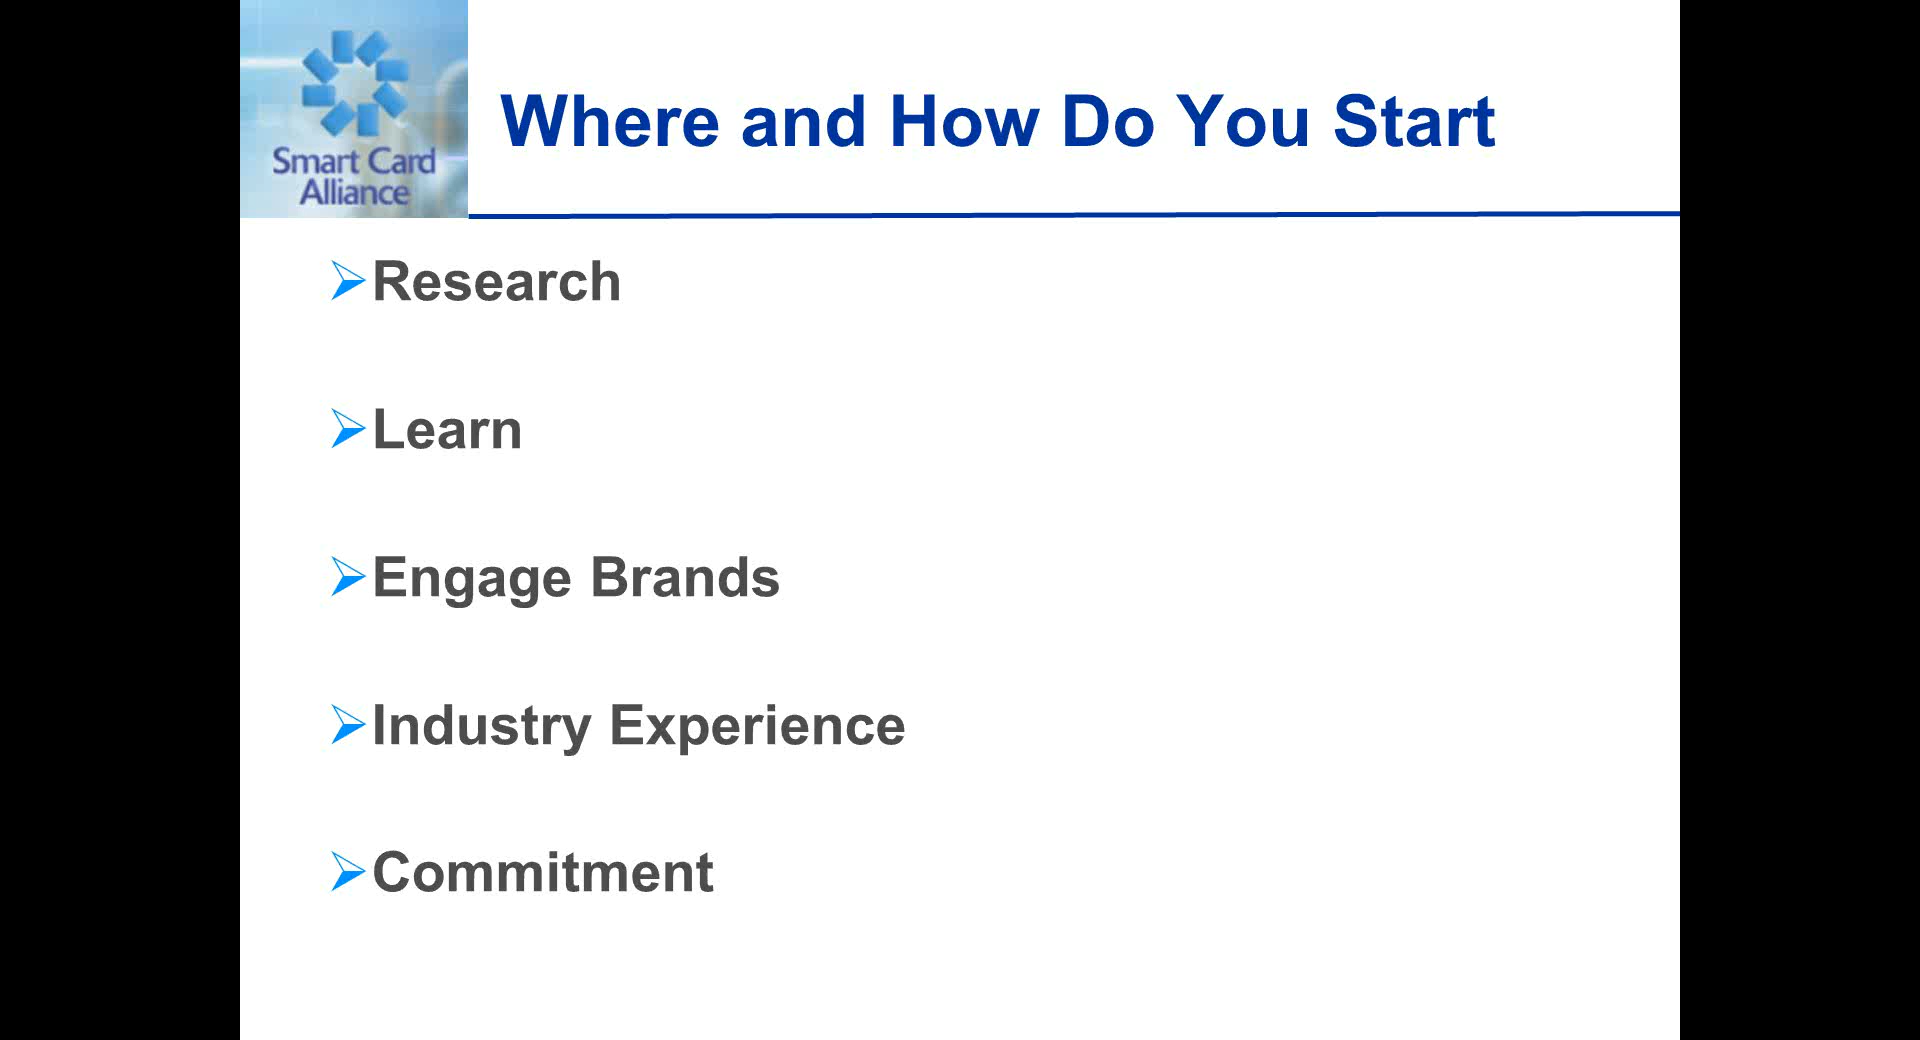 Smart Card
Alliance
Where and How Do You Start
Research
Learn
Engage Brands
Industry Experience
Commitment